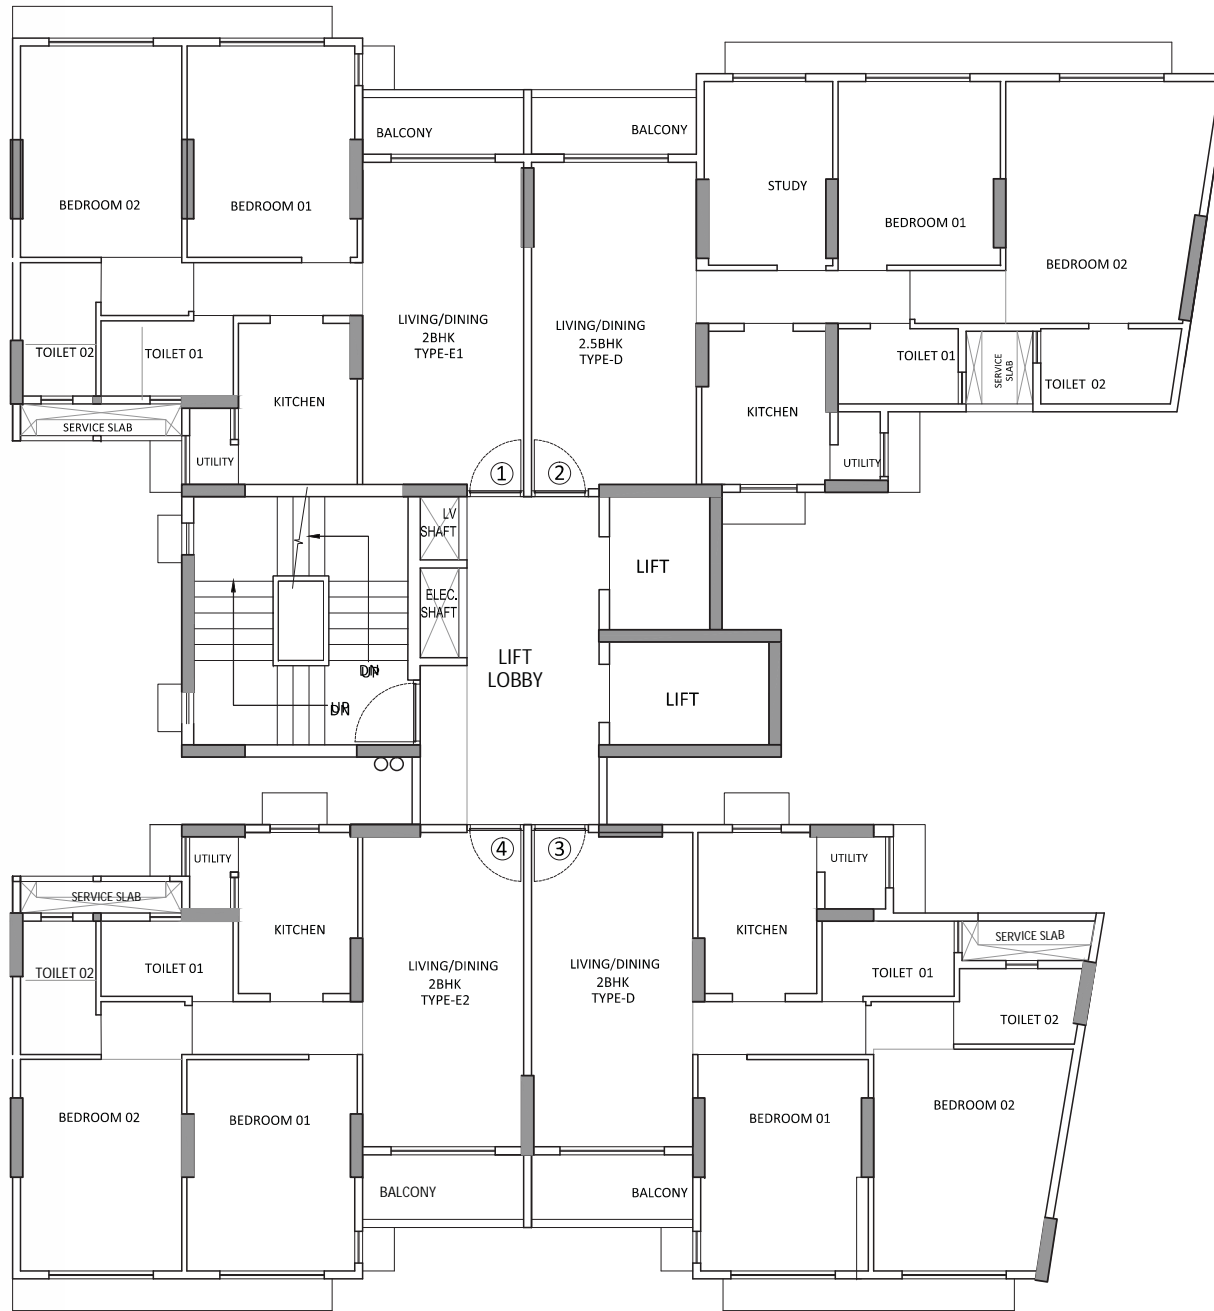 BALCONY
BALCONY
STUDY
BEDROOM 02
BEDROOM 01
BEDROOM 01
BEDROOM 02
LIVING/DINING
2BHK
TYPE-E1
LIVING/DINING
2.5BHK
TYPE-D
TOILET 02
TOILET 01
TOILET 01
SERVICE
SLAB
TOILET 02
KITCHEN
KITCHEN
SERVICE SLAB
UTILITY
UTILITY
1
2
LV
SHAFT
LIFT
ELEC.
SHAFT
LIFT
LOBBY
LIFT
DN
UP
UP
DN
4
3
UTILITY
UTILITY
SERVICE SLAB
KITCHEN
KITCHEN
SERVICE SLAB
TOILET 02
TOILET 01
LIVING/DINING
2BHK
TYPE-E2
LIVING/DINING
2BHK
TYPE-D
TOILET 01
TOILET 02
BEDROOM 02
BEDROOM 01
BEDROOM 01
BEDROOM 02
BALCONY
BALCONY